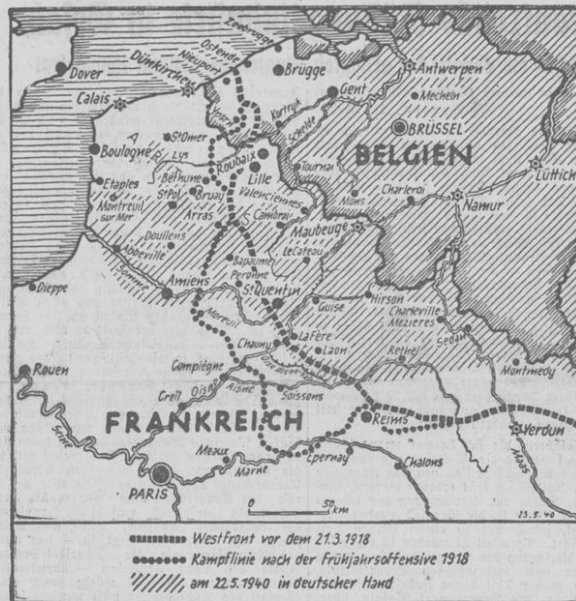 Zeebrügge
Ostende
Nieuport
Dünkirchen
Dover
Calais
Brügge
Gent
Antwerpen
Mecheln
Ypern
Kortryk
Schelde
BRÜSSEL
BELGIEN
St Omer
Boulogne
Lys
Roubaix
Lille
Tournai
Lüttich
Etaples
Bethune
Valenciennes
Mons
Charleroi
Namur
Montreuil
sur Mer
St Pol
Bruay
Arras
Cambrai
Maubeuge
Doullens
Abbeville
Bapaume
Le Cateau
Somme
Peronne
Dieppe
Amiens
St Quentin
Guise
Hirson
Moreuil
Charleville
Mezieres
Sedan
La Fère
Chauny
Laon
Rethel
Montmedy
Rouen
Compiègne
Oise
Aisne
Soissons
Creil
FRANKREICH
Reims
Verdun
Seine
Meaux
Marne
Epernay
Chalons
Maas
PARIS
0 50
km
23.5.40
Westfront vor dem 21.3.1918
Kampflinie nach der Frühjahrsoffensive 1918
am 22.5.1940 in deutscher Hand